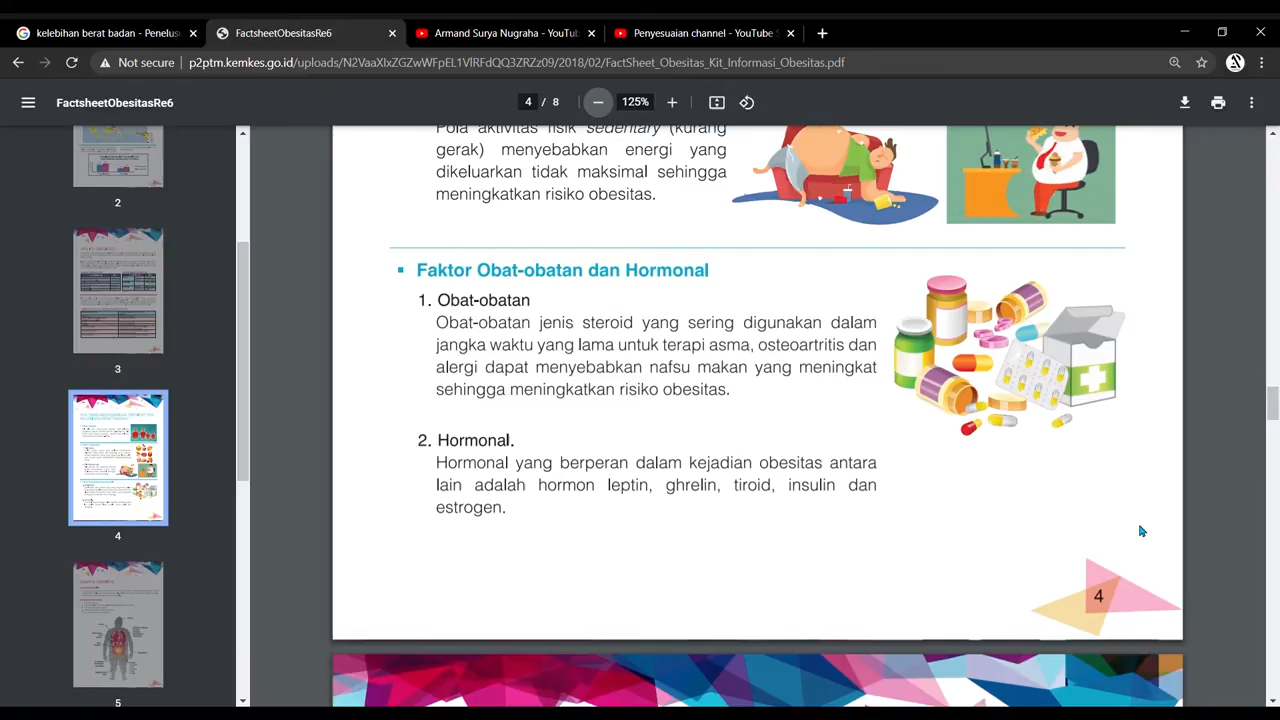 kelebihan berat badan - Penelus
FactsheetObesitasRe6
Armand Surya Nugraha - YouTu
Penyesuaian channel - YouTube S
Not secure
p2ptm.kemkes.go.id/uploads/N2VaaXIxZGZwWFpEL1VlRFdQQ3ZRZz09/2018/02/FactSheet_Obesitas_Kit_Informasi_Obesitas.pdf
FactsheetObesitasRe6
4 / 8
125%
2
3
4
5
Pola aktivitas fisik sedentary (kurang
gerak) menyebabkan energi yang
dikeluarkan tidak maksimal sehingga
meningkatkan risiko obesitas.
Faktor Obat-obatan dan Hormonal
1. Obat-obatan
Obat-obatan jenis steroid yang sering digunakan dalam
jangka waktu yang lama untuk terapi asma, osteoartritis dan
alergi dapat menyebabkan nafsu makan yang meningkat
sehingga meningkatkan risiko obesitas.
2. Hormonal.
Hormonal yang berperan dalam kejadian obesitas antara
lain adalah hormon leptin, ghrelin, tiroid, insulin dan
estrogen.
4